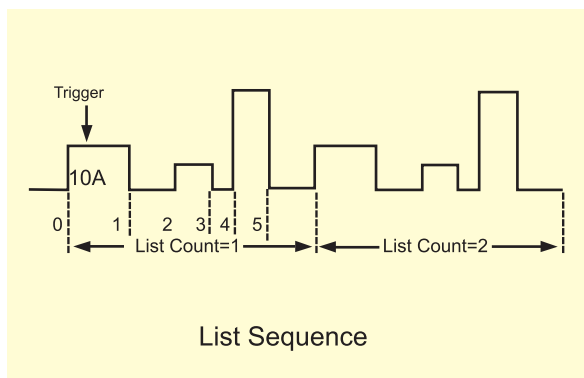 Trigger
10A
0 1 2 3 4 5
List Count=1 List Count=2
List Sequence